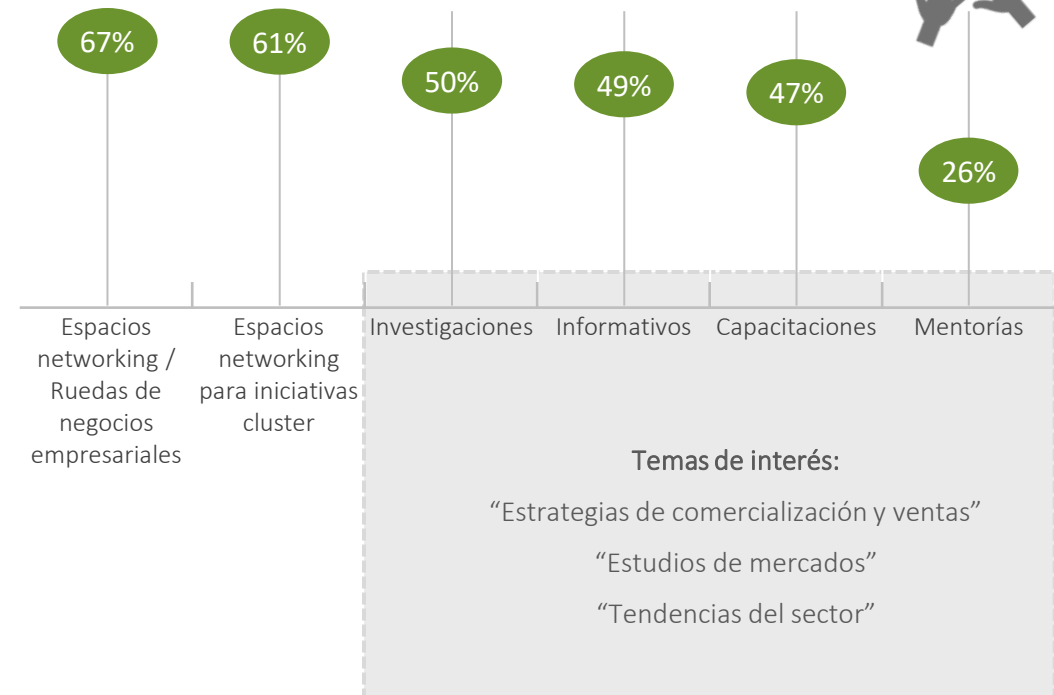 67%
61%
50%
49%
47%
26%
Espacios
networking /
Ruedas de
negocios
empresariales
Espacios
networking
para iniciativas
cluster
Investigaciones
Informativos
Capacitaciones
Mentorías
Temas de interés:
“Estrategias de comercialización y ventas”
“Estudios de mercados”
“Tendencias del sector”